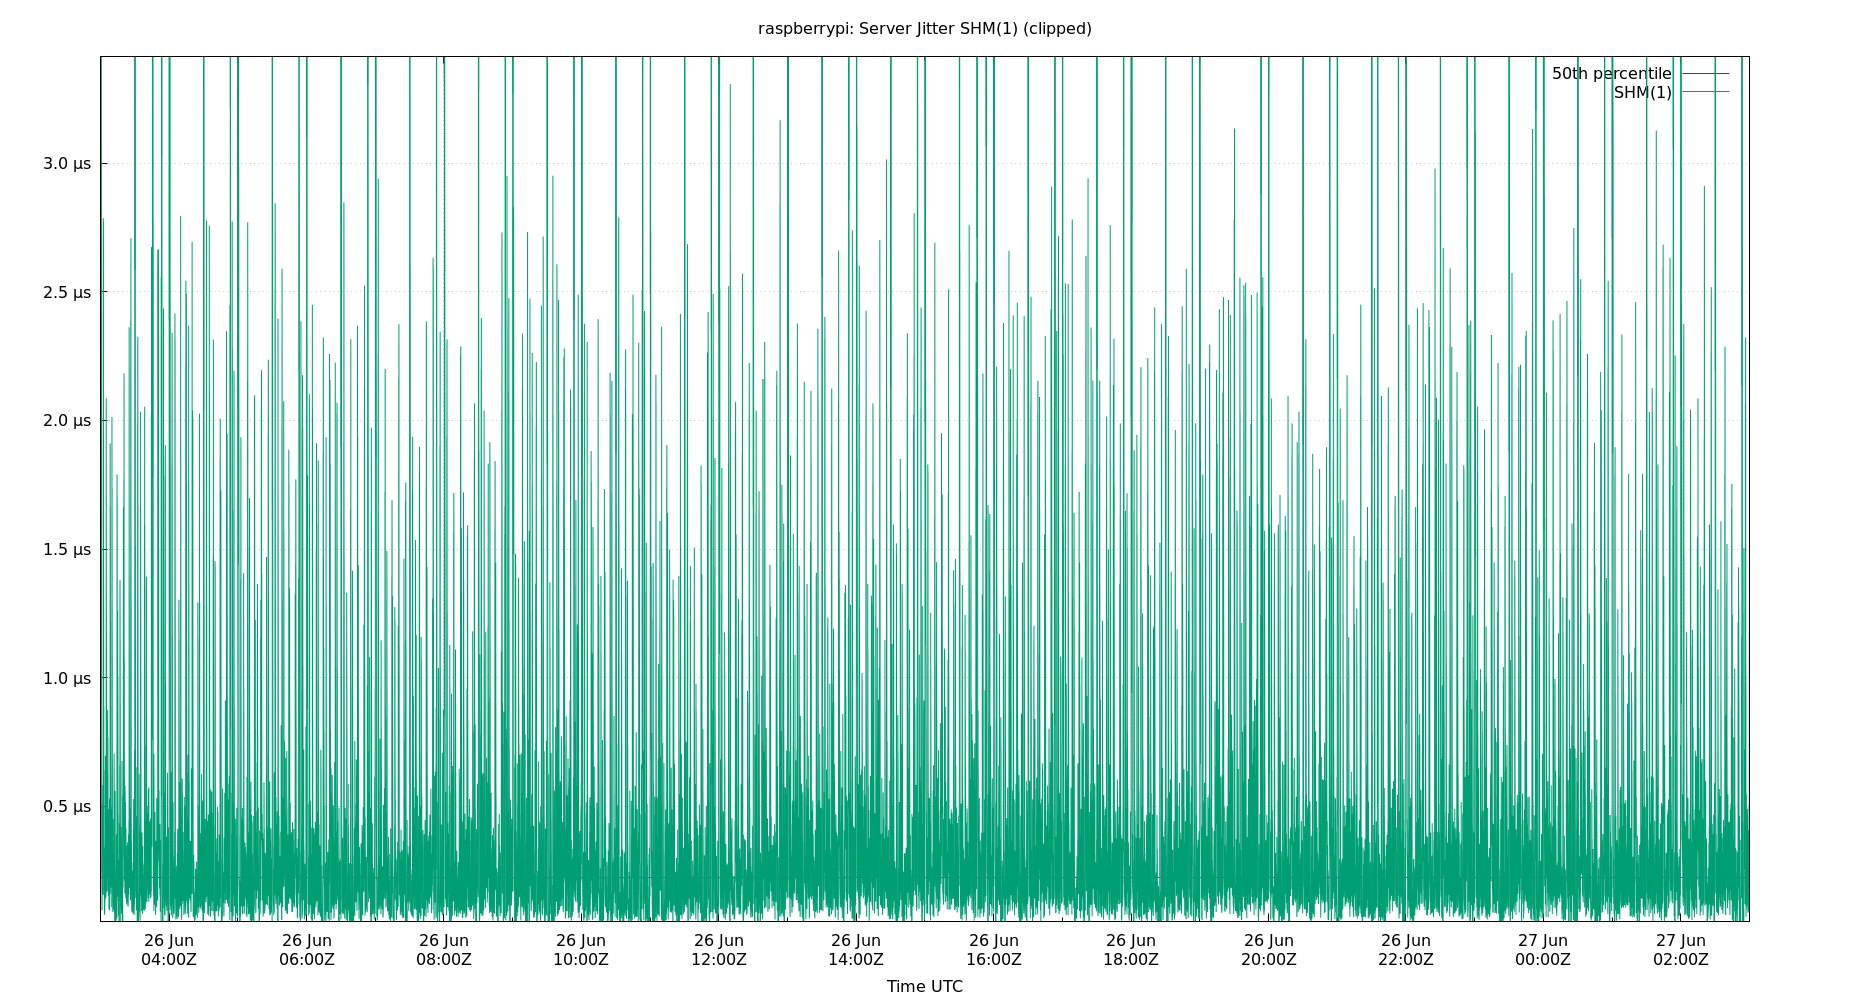 raspberrypi: Server Jitter SHM(1) (clipped)
50th percentile
SHM(1)
3.0 µs
2.5 µs
2.0 µs
1.5 µs
1.0 µs
0.5 µs
26 Jun 26 Jun 26 Jun 26 Jun 26 Jun 26 Jun 26 Jun 26 Jun 26 Jun 26 Jun 27 Jun 27 Jun
04:00Z 06:00Z 08:00Z 10:00Z 12:00Z 14:00Z 16:00Z 18:00Z 20:00Z 22:00Z 00:00Z 02:00Z
Time UTC